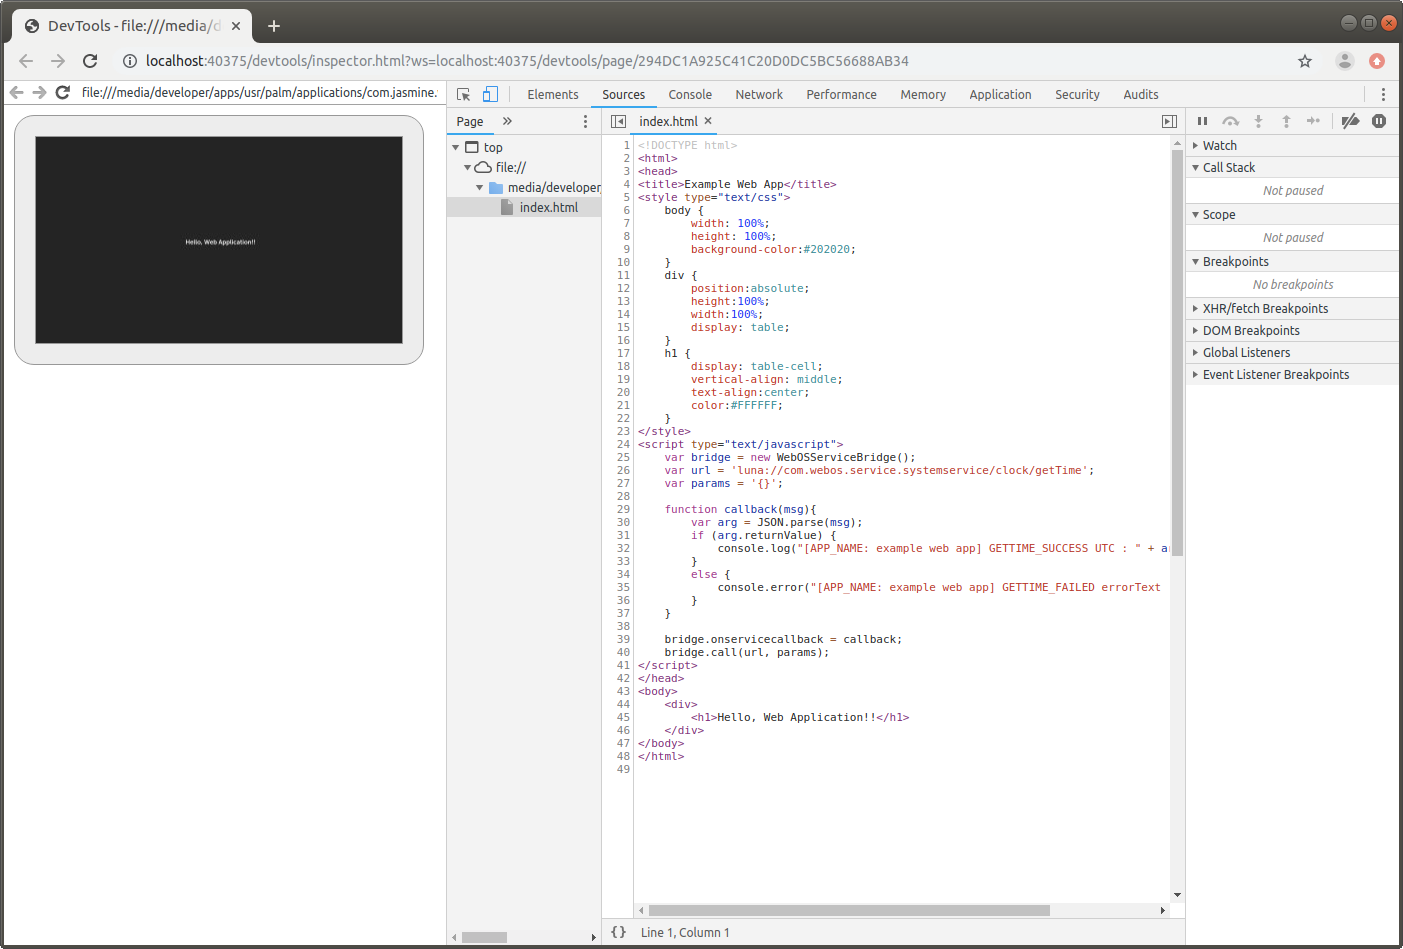 DevTools - file:///media/d
localhost:40375/devtools/inspector.html?ws=localhost:40375/devtools/page/294DC1A925C41C20D0DC5BC56688AB34
file:///media/developer/apps/usr/palm/applications/com.jasmine.
Elements Sources Console Network Performance Memory Application Security Audits
Hello, Web Application!!
Page
top
file://
media/developer
index.html
index.html
1 <!DOCTYPE html>
2 <html>
3 <head>
4 <title>Example Web App</title>
5 <style type="text/css">
6     body {
7         width: 100%;
8         height: 100%;
9         background-color:#202020;
10     }
11     div {
12         position:absolute;
13         height:100%;
14         width:100%;
15         display: table;
16     }
17     h1 {
18         display: table-cell;
19         vertical-align: middle;
20         text-align:center;
21         color:#FFFFFF;
22     }
23 </style>
24 <script type="text/javascript">
25     var bridge = new WebOSServiceBridge();
26     var url = 'luna://com.webos.service.systemservice/clock/getTime';
27     var params = '{}';
28
29     function callback(msg){
30         var arg = JSON.parse(msg);
31         if (arg.returnValue) {
32             console.log("[APP_NAME: example web app] GETTIME_SUCCESS UTC : " + ar
33         }
34         else {
35             console.error("[APP_NAME: example web app] GETTIME_FAILED errorText
36         }
37     }
38
39     bridge.onservicecallback = callback;
40     bridge.call(url, params);
41 </script>
42 </head>
43 <body>
44     <div>
45         <h1>Hello, Web Application!!</h1>
46     </div>
47 </body>
48 </html>
49
{} Line 1, Column 1
Watch
Call Stack
Not paused
Scope
Not paused
Breakpoints
No breakpoints
XHR/fetch Breakpoints
DOM Breakpoints
Global Listeners
Event Listener Breakpoints